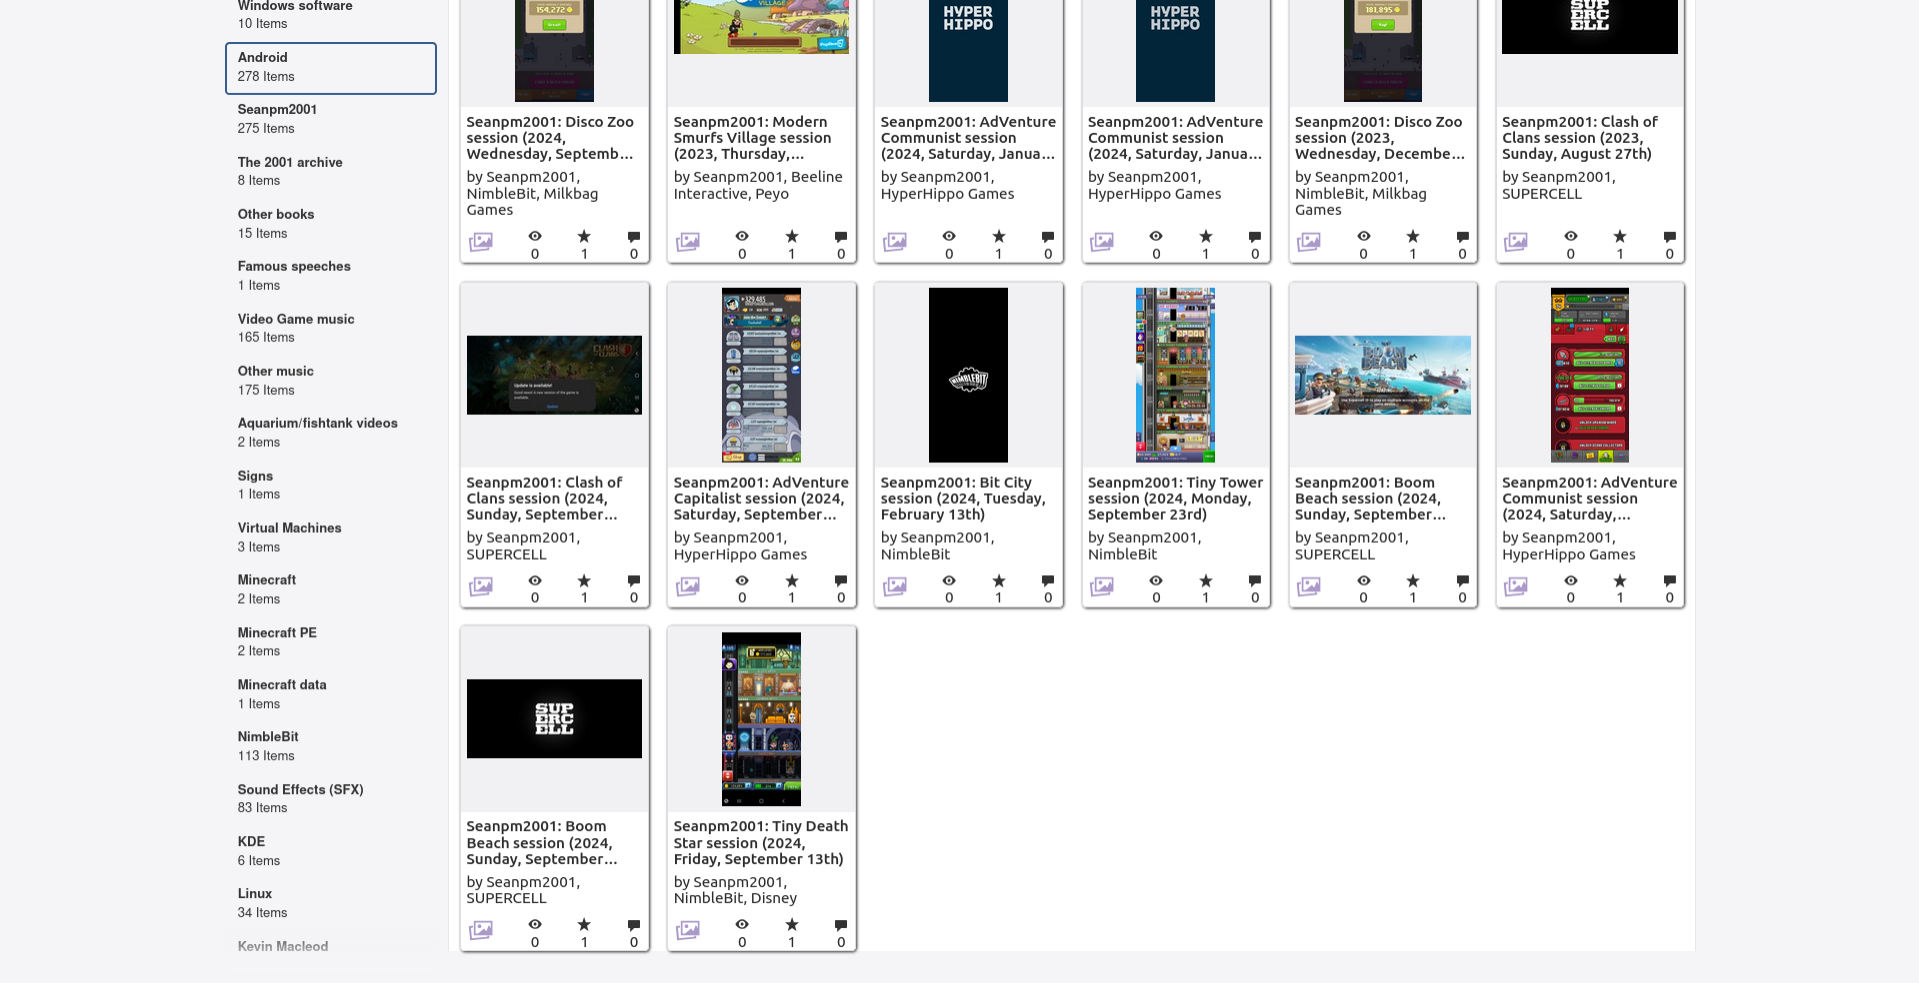 Windows software
10 Items
Android
278 Items
Seanpm2001
275 Items
The 2001 archive
8 Items
Other books
15 Items
Famous speeches
1 Items
Video Game music
165 Items
Other music
175 Items
Aquarium/fishtank videos
2 Items
Signs
1 Items
Virtual Machines
3 Items
Minecraft
2 Items
Minecraft PE
2 Items
Minecraft data
1 Items
NimbleBit
113 Items
Sound Effects (SFX)
83 Items
KDE
6 Items
Linux
34 Items
Kevin Macleod
154,272
Seanpm2001: Disco Zoo
session (2024,
Wednesday, Septemb...
by Seanpm2001,
NimbleBit, Milkbag
Games
0 1 0
VILLAGE
Seanpm2001: Modern
Smurfs Village session
(2023, Thursday,...
by Seanpm2001, Beeline
Interactive, Peyo
0 1 0
HYPER
HIPPO
Seanpm2001: AdVenture
Communist session
(2024, Saturday, Janua...
by Seanpm2001,
HyperHippo Games
0 1 0
HYPER
HIPPO
Seanpm2001: AdVenture
Communist session
(2024, Saturday, Janua...
by Seanpm2001,
HyperHippo Games
0 1 0
181,895
Seanpm2001: Disco Zoo
session (2023,
Wednesday, Decembe...
by Seanpm2001,
NimbleBit, Milkbag
Games
0 1 0
SUP
ERC
ELL
Seanpm2001: Clash of
Clans session (2023,
Sunday, August 27th)
by Seanpm2001,
SUPERCELL
0 1 0
CLASH
CLANS
Update is available!
Seanpm2001: Clash of
Clans session (2024,
Sunday, September...
by Seanpm2001,
SUPERCELL
0 1 0
329.485
Seanpm2001: AdVenture
Capitalist session (2024,
Saturday, September...
by Seanpm2001,
HyperHippo Games
0 1 0
NIMBLEBIT
Seanpm2001: Bit City
session (2024, Tuesday,
February 13th)
by Seanpm2001,
NimbleBit
0 1 0
Seanpm2001: Tiny Tower
session (2024, Monday,
September 23rd)
by Seanpm2001,
NimbleBit
0 1 0
BOOM
BEACH
Seanpm2001: Boom
Beach session (2024,
Sunday, September...
by Seanpm2001,
SUPERCELL
0 1 0
Seanpm2001: AdVenture
Communist session
(2024, Saturday,...
by Seanpm2001,
HyperHippo Games
0 1 0
SUP
ERC
ELL
Seanpm2001: Boom
Beach session (2024,
Sunday, September...
by Seanpm2001,
SUPERCELL
0 1 0
Seanpm2001: Tiny Death
Star session (2024,
Friday, September 13th)
by Seanpm2001,
NimbleBit, Disney
0 1 0